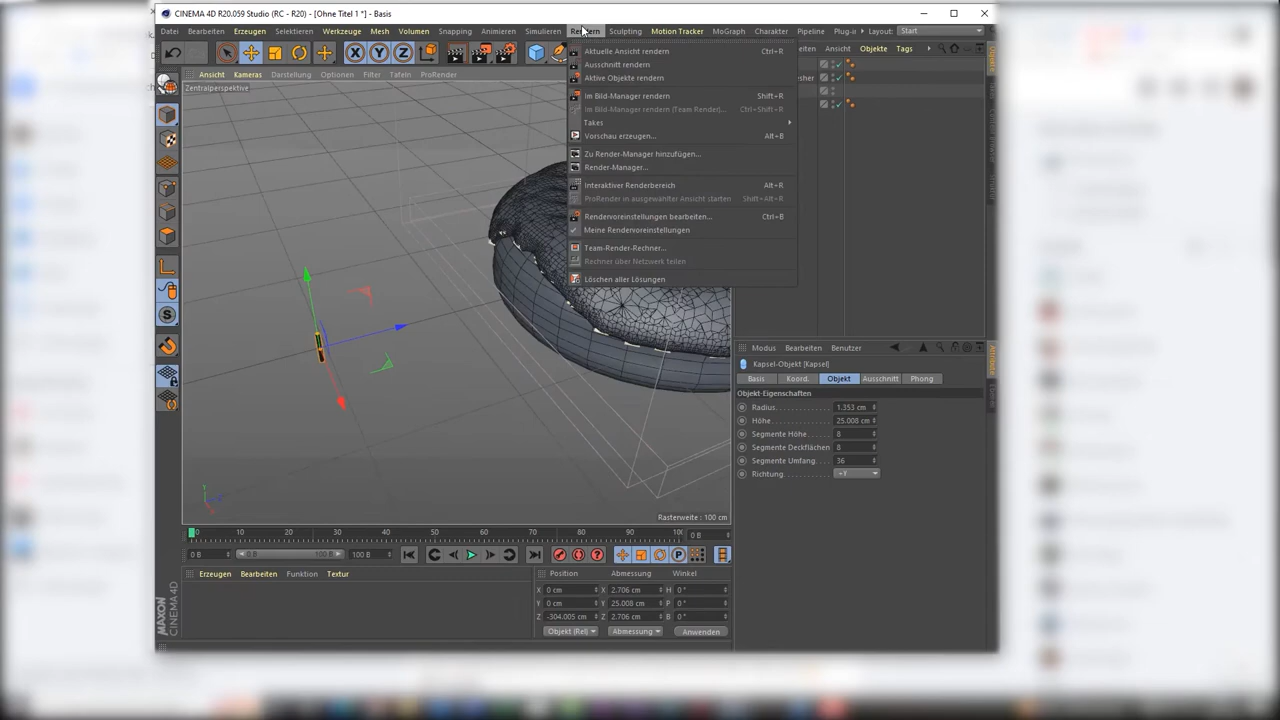 CINEMA 4D R20.059 Studio (RC - R20) - [Ohne Titel 1 *] - Basis
Datei Bearbeiten Erzeugen Selektieren Werkzeuge Mesh Volumen Snapping Animieren Simulieren Rendern Sculpting Motion Tracker MoGraph Charakter Pipeline Plug-i Layout: Start
Ansicht Kameras Darstellung Optionen Filter Tafeln ProRender
Zentralperspektive
Ansicht Objekte Tags
Aktuelle Ansicht rendern Ctrl+R
Ausschnitt rendern
Aktive Objekte rendern
Im Bild-Manager rendern Shift+R
Im Bild-Manager rendern (Team Render)... Ctrl+Shift+R
Takes
Vorschau erzeugen... Alt+B
Zu Render-Manager hinzufügen...
Render-Manager...
Interaktiver Renderbereich Alt+R
ProRender in ausgewählter Ansicht starten Shift+Alt+R
Rendervoreinstellungen bearbeiten... Ctrl+B
Meine Rendervoreinstellungen
Team-Render-Rechner...
Rechner über Netzwerk teilen
Löschen aller Lösungen
X Y Z
Modus Bearbeiten Benutzer
Kapsel-Objekt [Kapsel]
Basis Koord. Objekt Ausschnitt Phong
Objekt-Eigenschaften
Radius 1.353 cm
Höhe 25.008 cm
Segmente Höhe 8
Segmente Deckflächen 8
Segmente Umfang 36
Richtung +Y
Rasterweite : 100 cm
0 10 20 30 40 50 60 70 80 90 100 0 B
0 B 0 B 100 B 100 B
Erzeugen Bearbeiten Funktion Textur
Position Abmessung Winkel
X 0 cm X 2.706 cm H 0 °
Y 0 cm Y 25.008 cm P 0 °
Z -304.005 cm Z 2.706 cm B 0 °
Objekt (Rel) Abmessung Anwenden
MAXON
CINEMA 4D